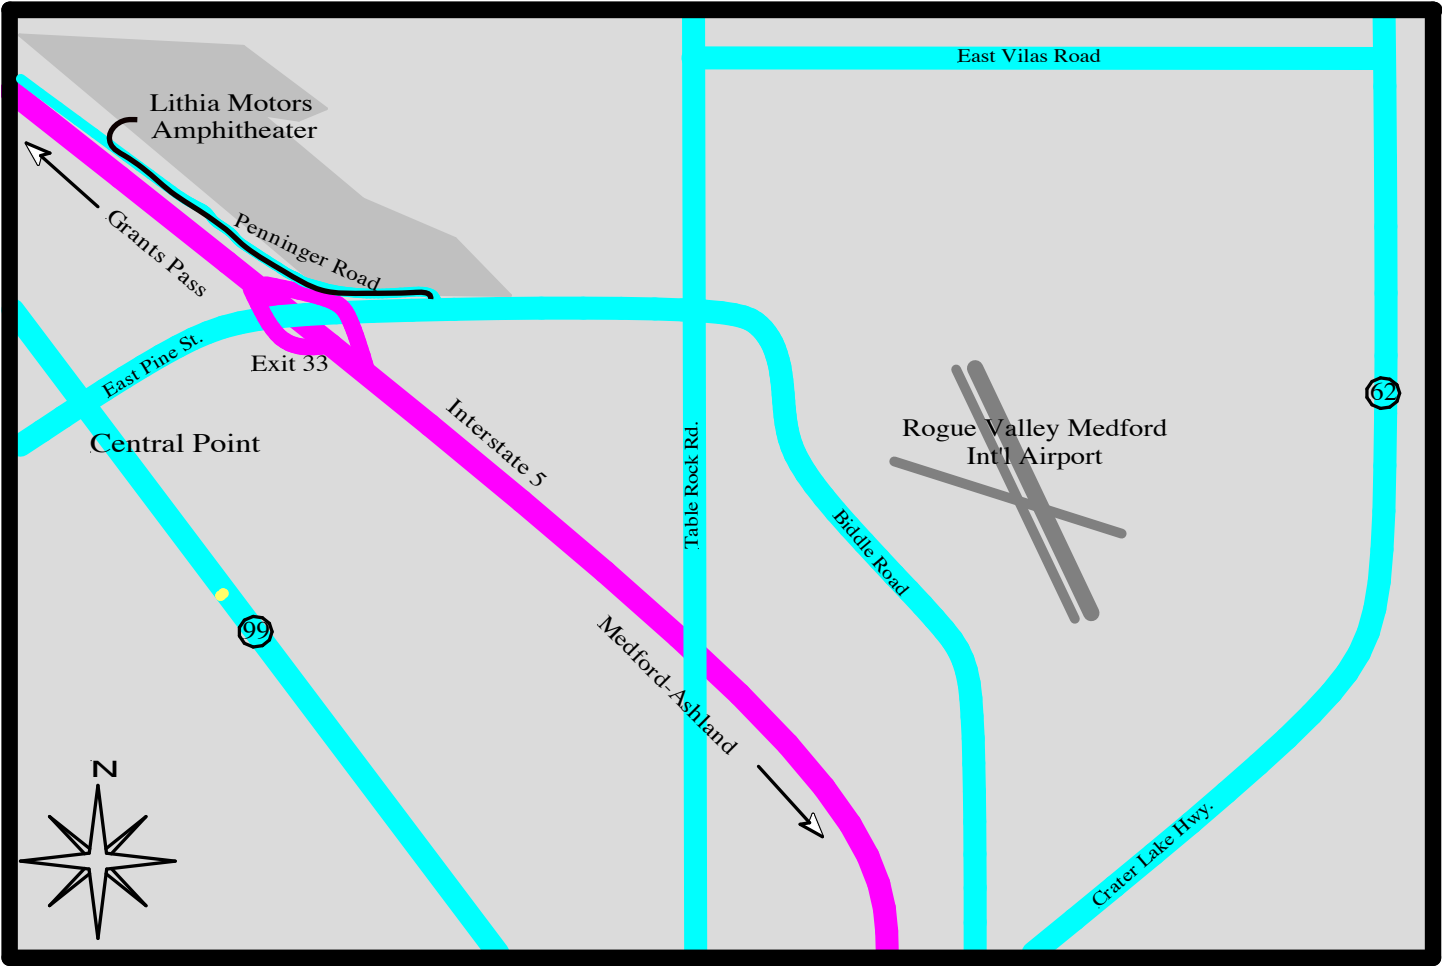 East Vilas Road
Lithia Motors
Amphitheater
Grants Pass
Penninger Road
East Pine St.
Exit 33
62
Central Point
Interstate 5
Table Rock Rd.
Rogue Valley Medford
Int'l Airport
Biddle Road
99
Medford-Ashland
N
Crater Lake Hwy.